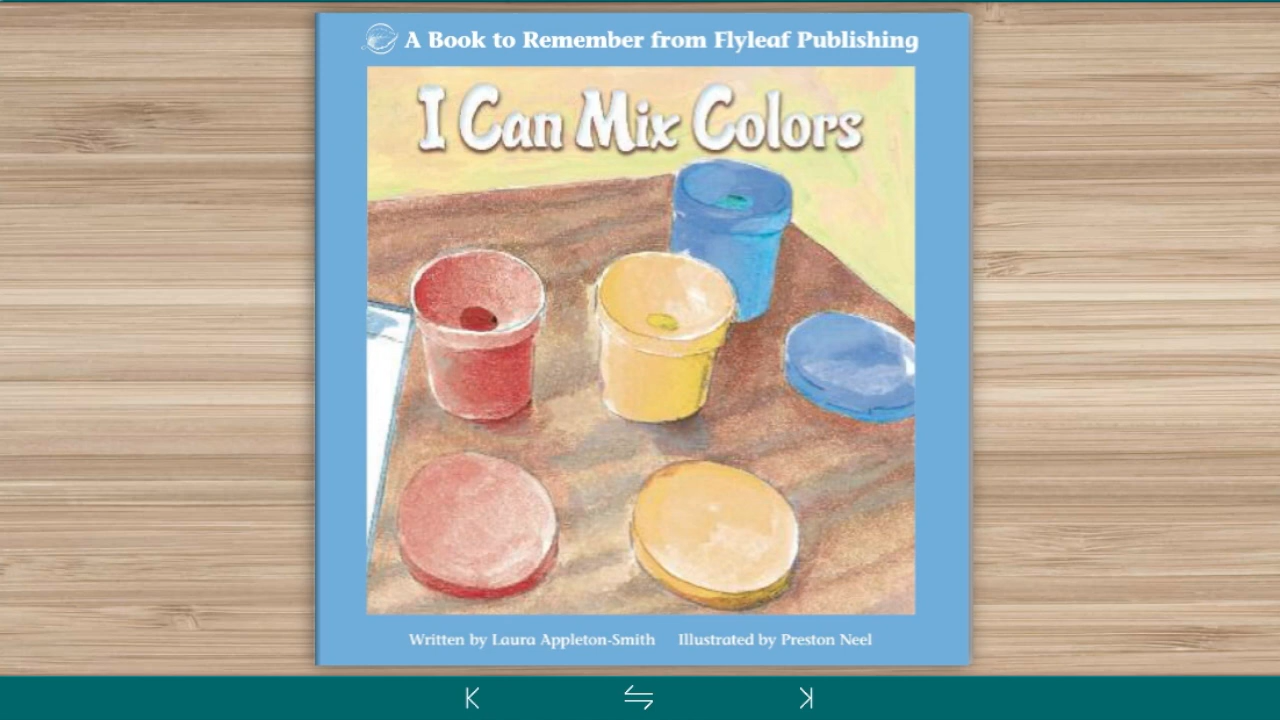 A Book to Remember from Flyleaf Publishing
I Can Mix Colors
Written by Laura Appleton-Smith Illustrated by Preston Neel